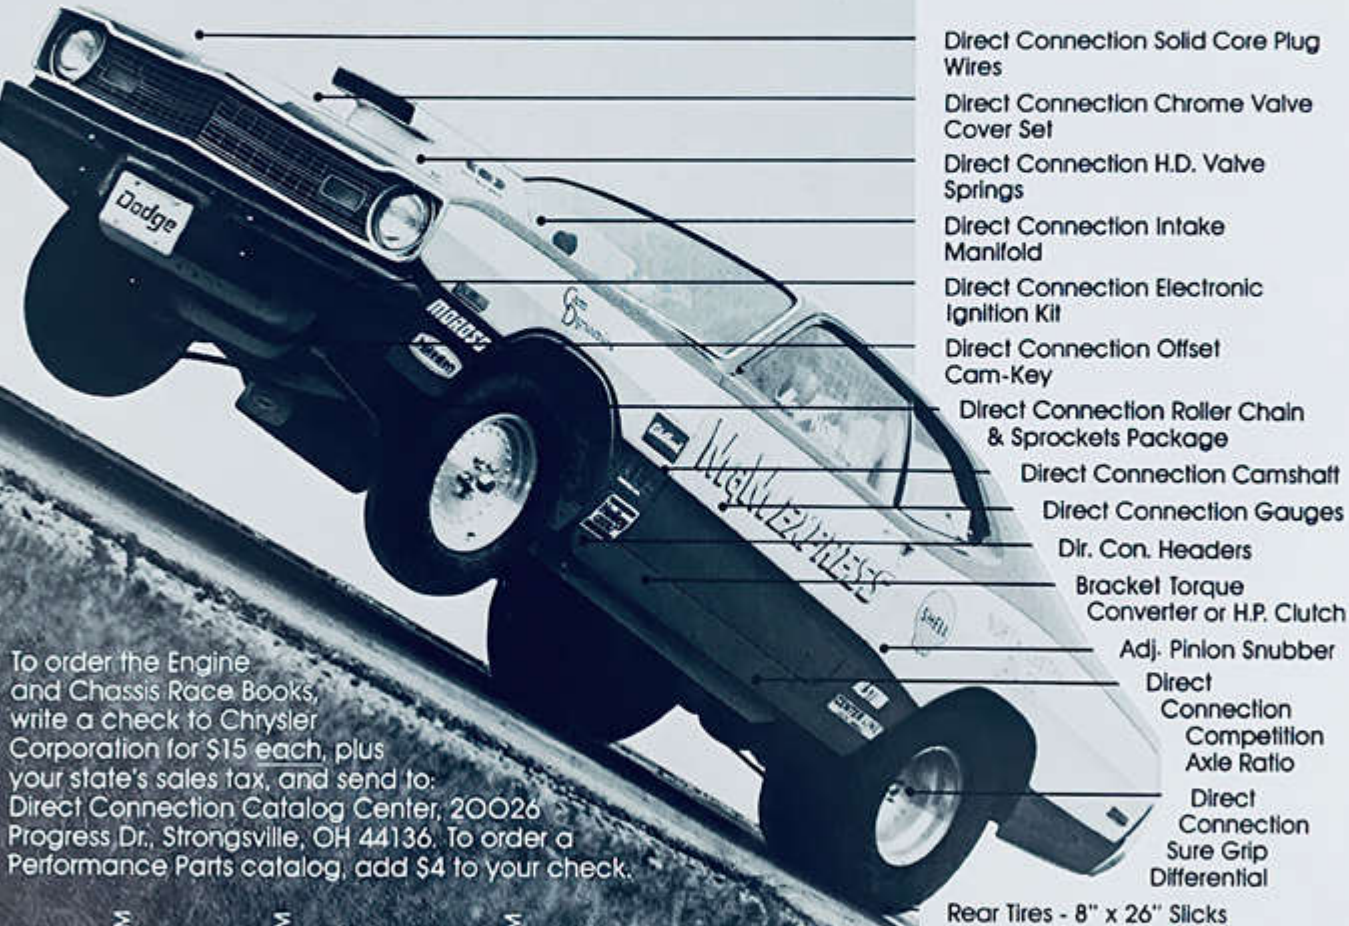 Direct Connection Solid Core Plug
Wires
Direct Connection Chrome Valve
Cover Set
Direct Connection H.D. Valve
Springs
Direct Connection Intake
Manifold
Direct Connection Electronic
Ignition Kit
Direct Connection Offset
Cam-Key
Direct Connection Roller Chain
& Sprockets Package
Direct Connection Camshaft
Direct Connection Gauges
Dir. Con. Headers
Bracket Torque
Converter or H.P. Clutch
Adj. Pinion Snubber
Direct
Connection
Competition
Axle Ratio
Direct
Connection
Sure Grip
Differential
Rear Tires - 8" x 26" Slicks
Dodge
Cam
Dynamics
MOROSO
SHELL
CENTERLINE
To order the Engine
and Chassis Race Books,
write a check to Chrysler
Corporation for $15 each, plus
your state's sales tax, and send to:
Direct Connection Catalog Center, 20026
Progress Dr., Strongsville, OH 44136. To order a
Performance Parts catalog, add $4 to your check.